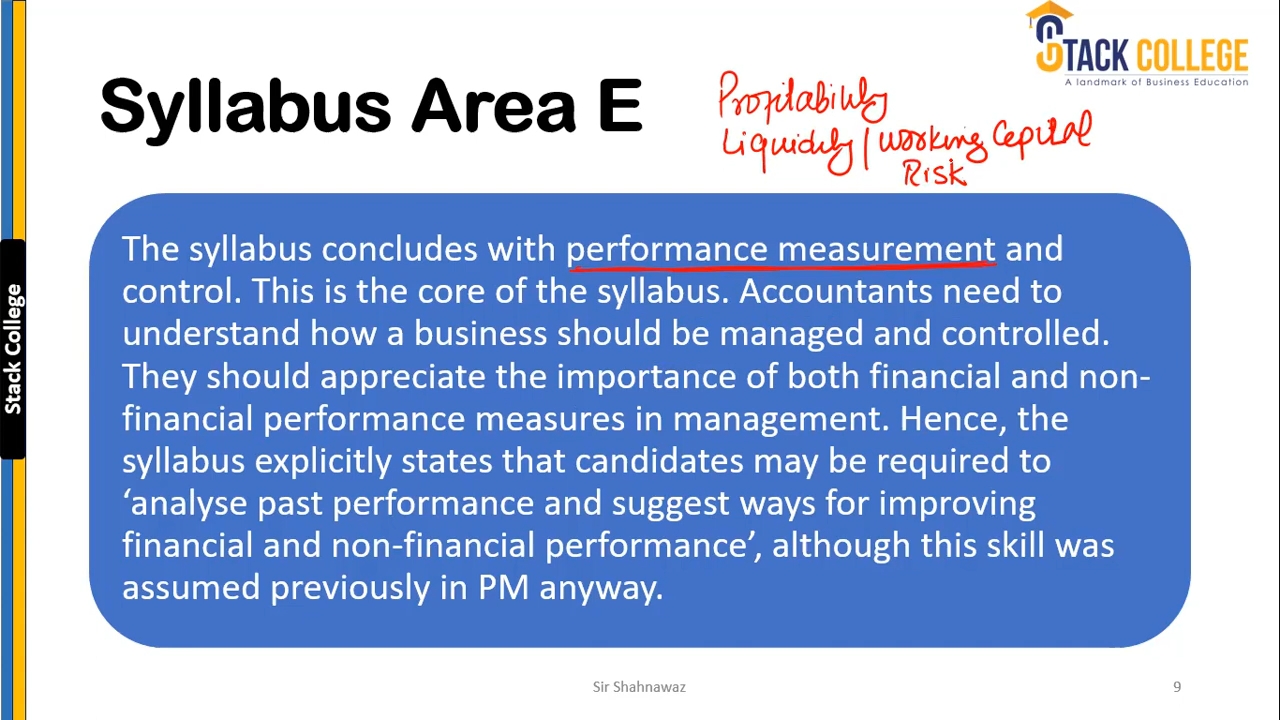 STACK COLLEGE
A landmark of Business Education
Syllabus Area E
Profitability
Liquidity / Working Capital
Risk
The syllabus concludes with performance measurement and
control. This is the core of the syllabus. Accountants need to
understand how a business should be managed and controlled.
They should appreciate the importance of both financial and non-
financial performance measures in management. Hence, the
syllabus explicitly states that candidates may be required to
‘analyse past performance and suggest ways for improving
financial and non-financial performance’, although this skill was
assumed previously in PM anyway.
Stack College
Sir Shahnawaz
9